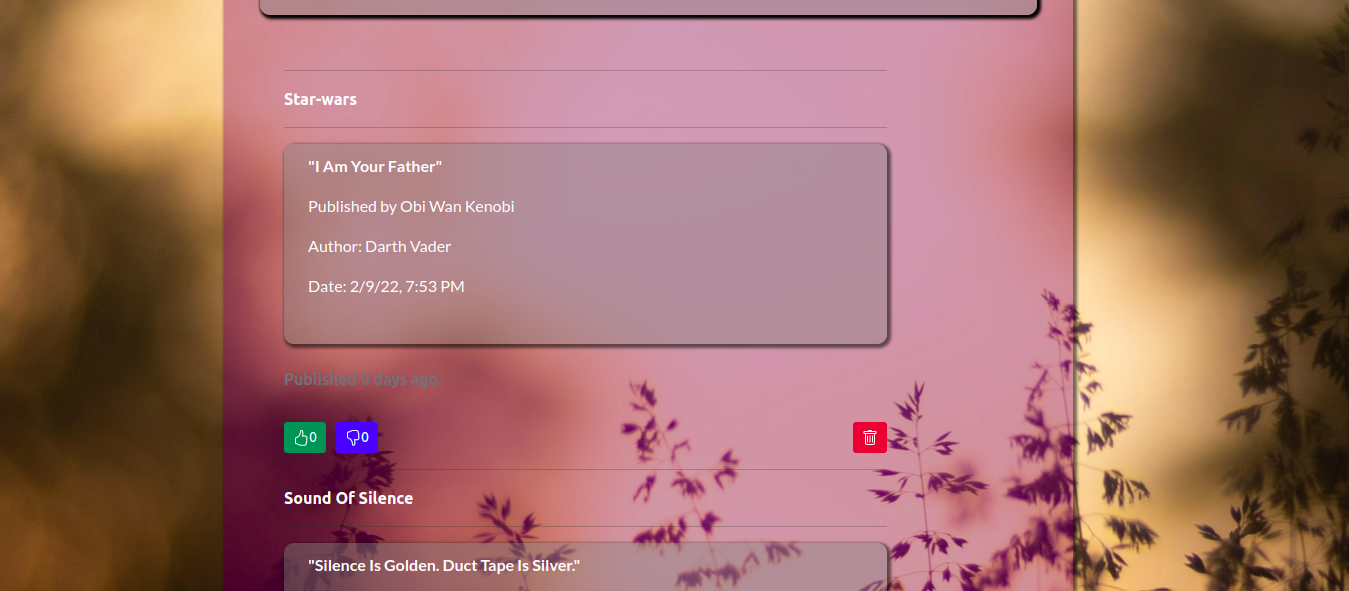 Star-wars
"I Am Your Father"
Published by Obi Wan Kenobi
Author: Darth Vader
Date: 2/9/22, 7:53 PM
Published 0 days ago.
0 0
Sound Of Silence
"Silence Is Golden. Duct Tape Is Silver."